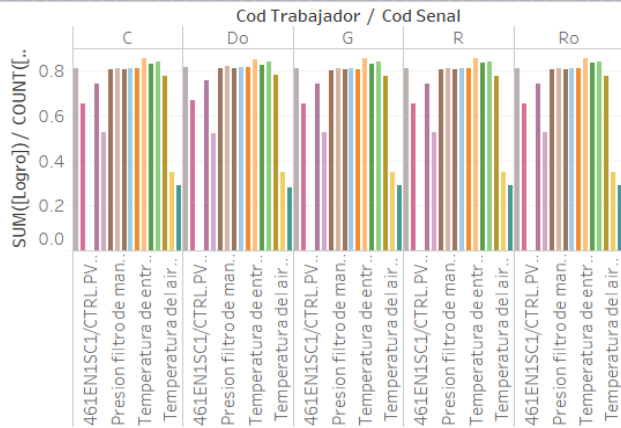 Cod Trabajador / Cod Senal
C Do G R Ro
SUM([Logro]) / COUNT([..
0.8
0.6
0.4
0.2
0.0
461EN1SC1/CTRL.PV..
Presion filtro de man..
Temperatura de entr..
Temperatura del air..
461EN1SC1/CTRL.PV..
Presion filtro de man..
Temperatura de entr..
Temperatura del air..
461EN1SC1/CTRL.PV..
Presion filtro de man..
Temperatura de entr..
Temperatura del air..
461EN1SC1/CTRL.PV..
Presion filtro de man..
Temperatura de entr..
Temperatura del air..
461EN1SC1/CTRL.PV..
Presion filtro de man..
Temperatura de entr..
Temperatura del air..